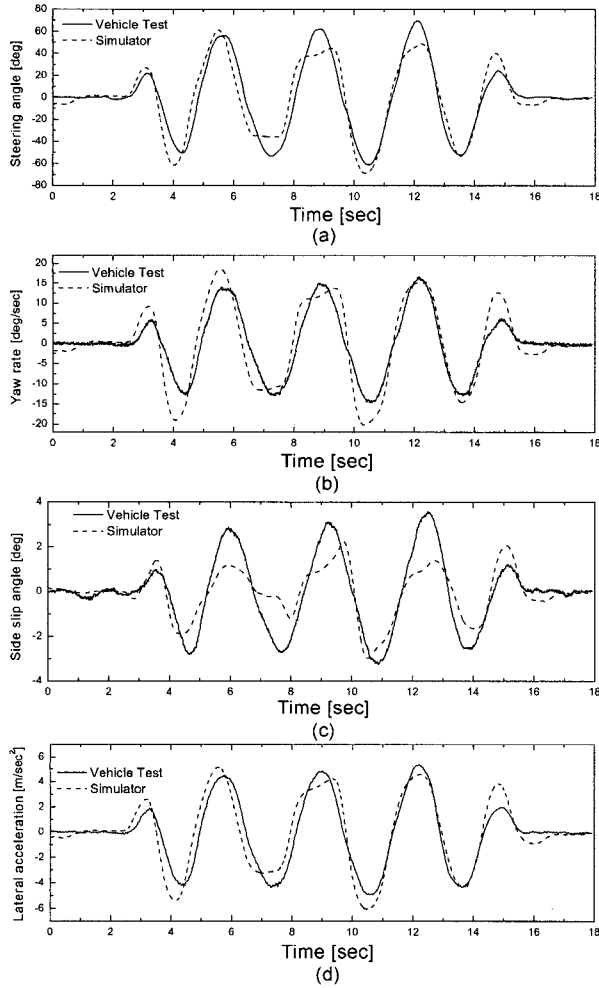 80
60
40
20
0
-20
-40
-60
-80
Steering angle [deg]
Vehicle Test
Simulator
0 2 4 6 8 10 12 14 16 18
Time [sec]
(a)
20
15
10
5
0
-5
-10
-15
-20
Yaw rate [deg/sec]
Vehicle Test
Simulator
0 2 4 6 8 10 12 14 16 18
Time [sec]
(b)
4
2
0
-2
-4
Side slip angle [deg]
Vehicle Test
Simulator
0 2 4 6 8 10 12 14 16 18
Time [sec]
(c)
6
4
2
0
-2
-4
-6
Lateral acceleration [m/sec²]
Vehicle Test
Simulator
0 2 4 6 8 10 12 14 16 18
Time [sec]
(d)